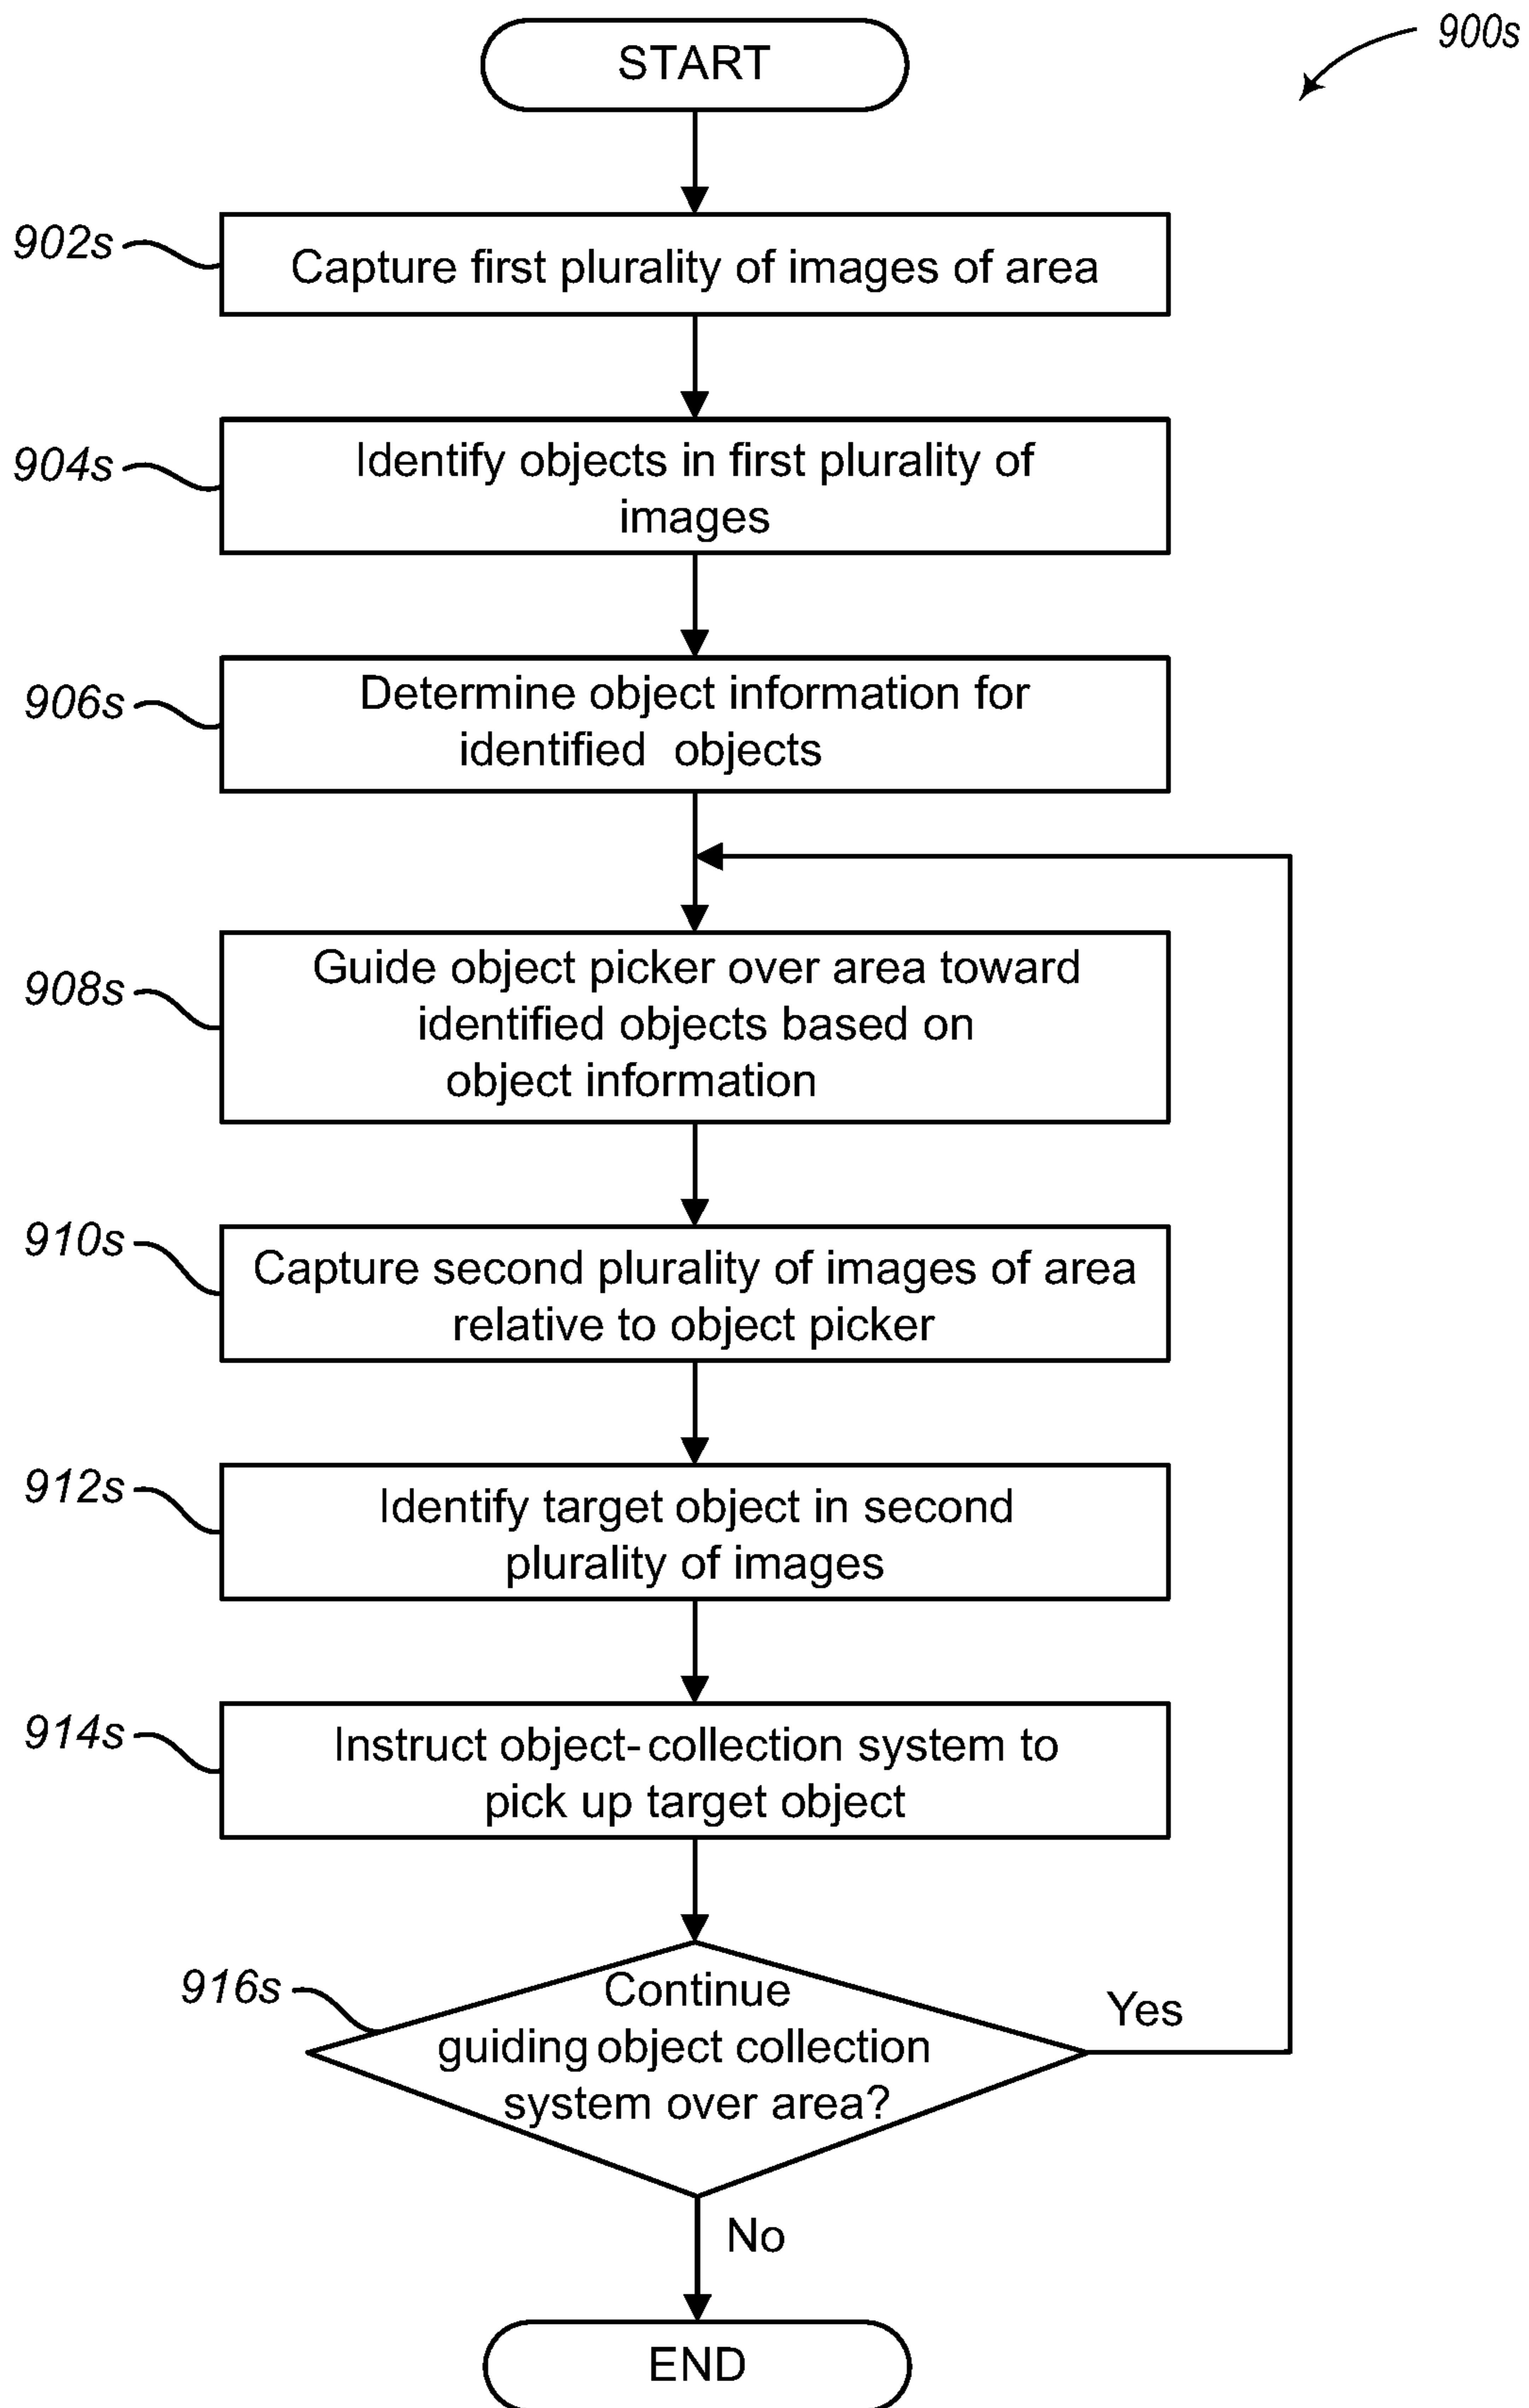 START
900s
902s
Capture first plurality of images of area
904s
Identify objects in first plurality of
images
906s
Determine object information for
identified objects
908s
Guide object picker over area toward
identified objects based on
object information
910s
Capture second plurality of images of area
relative to object picker
912s
Identify target object in second
plurality of images
914s
Instruct object-collection system to
pick up target object
916s
Continue
guiding object collection
system over area?
Yes
No
END